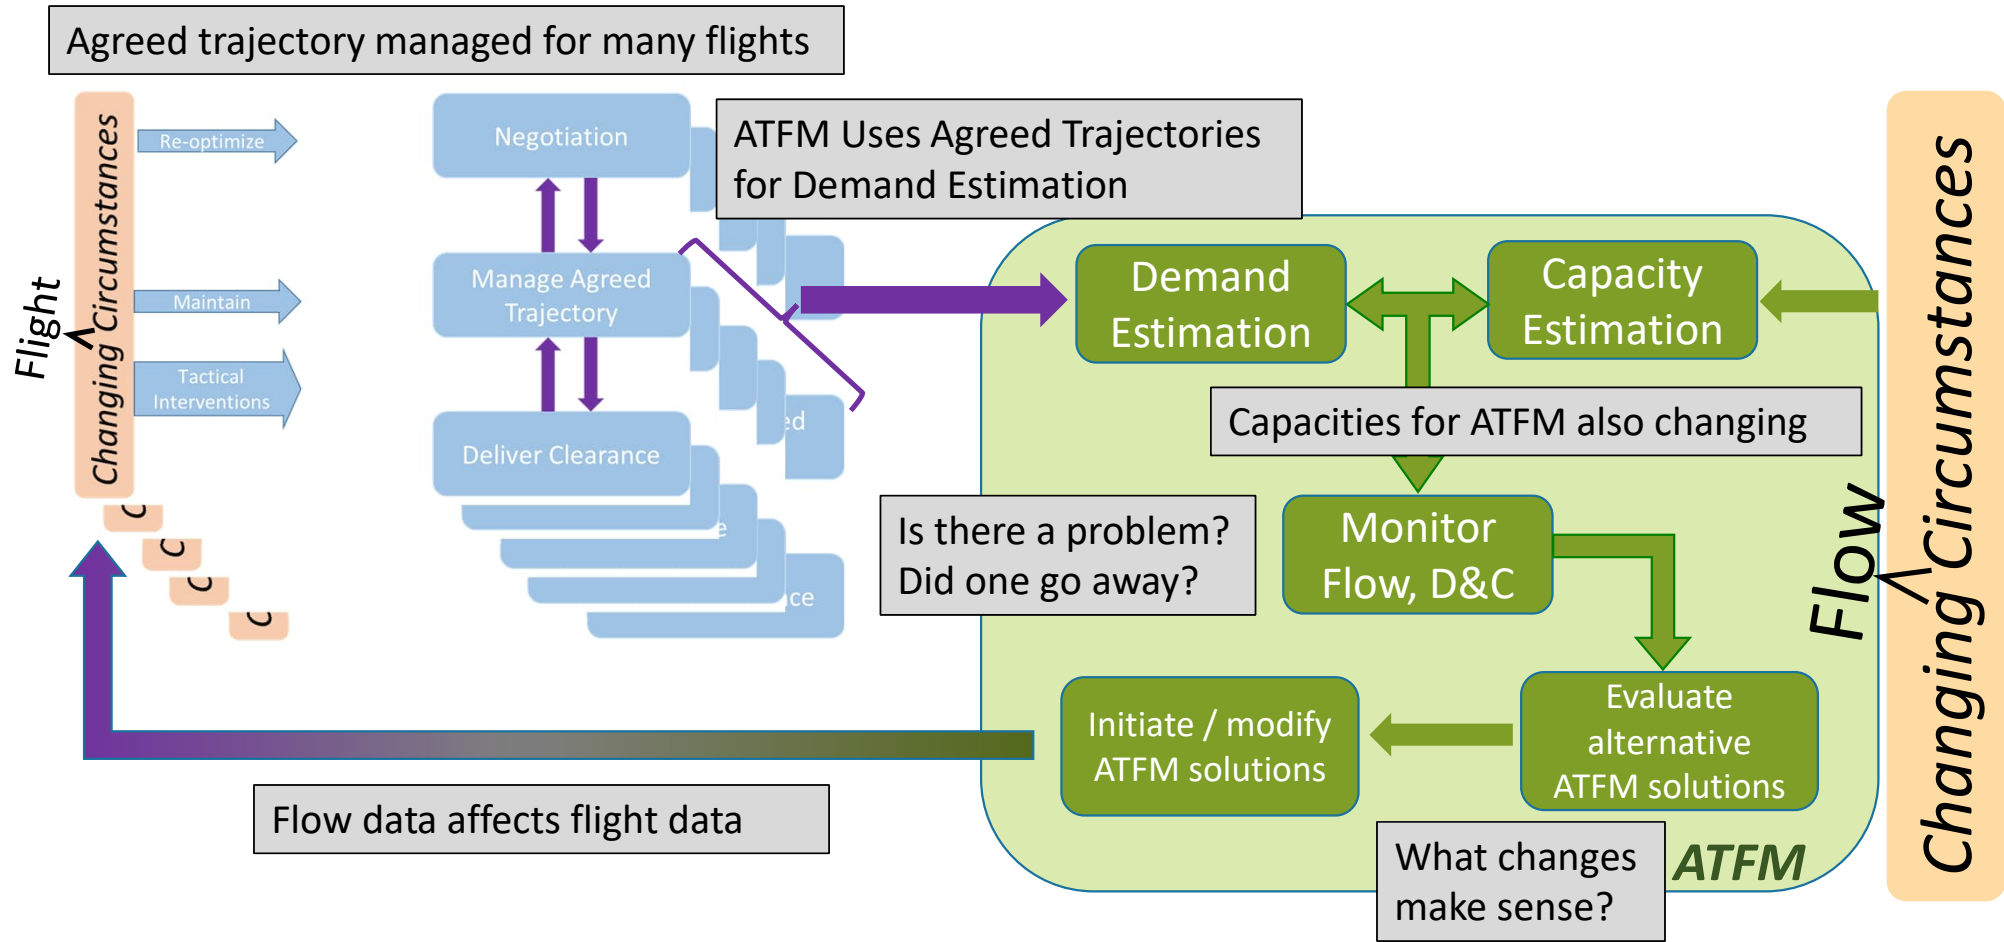 Agreed trajectory managed for many flights
Flight
Changing Circumstances
C
C
C
C
Re-optimize
Maintain
Tactical
Interventions
Negotiation
Manage Agreed
Trajectory
Deliver Clearance
ed
e
ce
ATFM Uses Agreed Trajectories
for Demand Estimation
Demand
Estimation
Capacity
Estimation
Capacities for ATFM also changing
Is there a problem?
Did one go away?
Monitor
Flow, D&C
Initiate / modify
ATFM solutions
Evaluate
alternative
ATFM solutions
Flow data affects flight data
What changes
make sense?
ATFM
Flow
Changing Circumstances